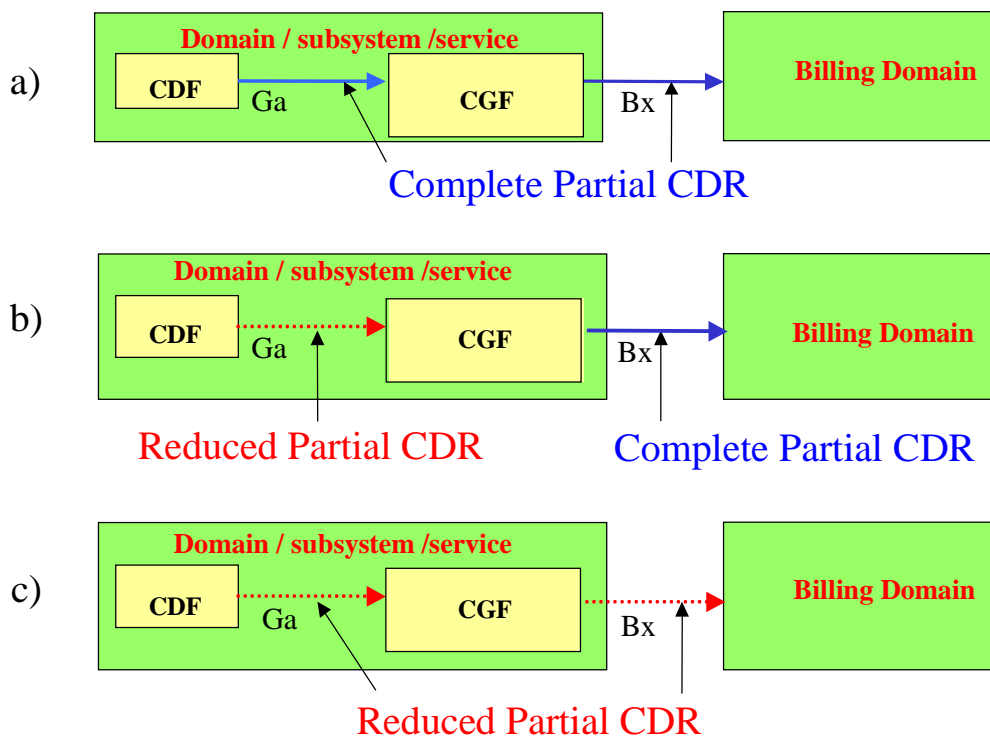 a)
Domain / subsystem /service
CDF
Ga
CGF
Bx
Billing Domain
Complete Partial CDR
b)
Domain / subsystem /service
CDF
Ga
CGF
Bx
Billing Domain
Reduced Partial CDR
Complete Partial CDR
c)
Domain / subsystem /service
CDF
Ga
CGF
Bx
Billing Domain
Reduced Partial CDR